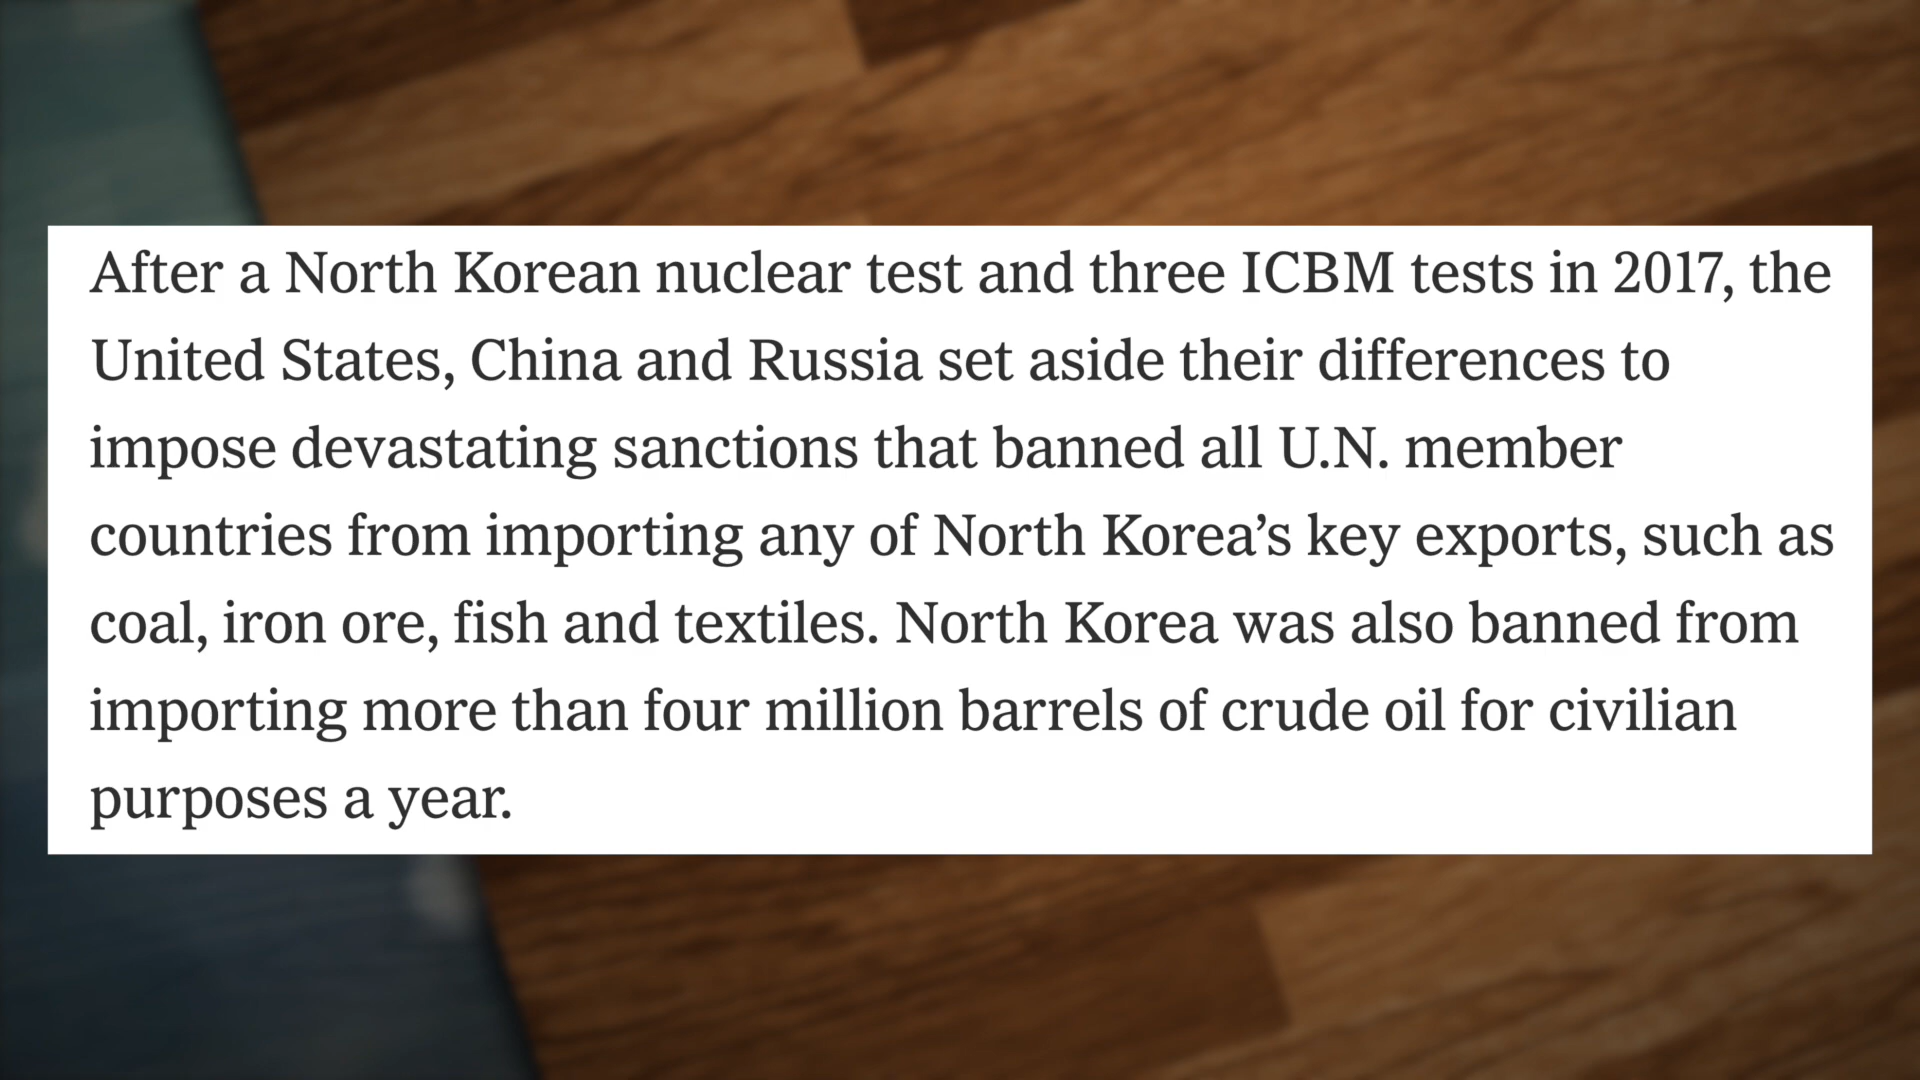 After a North Korean nuclear test and three ICBM tests in 2017, the
United States, China and Russia set aside their differences to
impose devastating sanctions that banned all U.N. member
countries from importing any of North Korea’s key exports, such as
coal, iron ore, fish and textiles. North Korea was also banned from
importing more than four million barrels of crude oil for civilian
purposes a year.